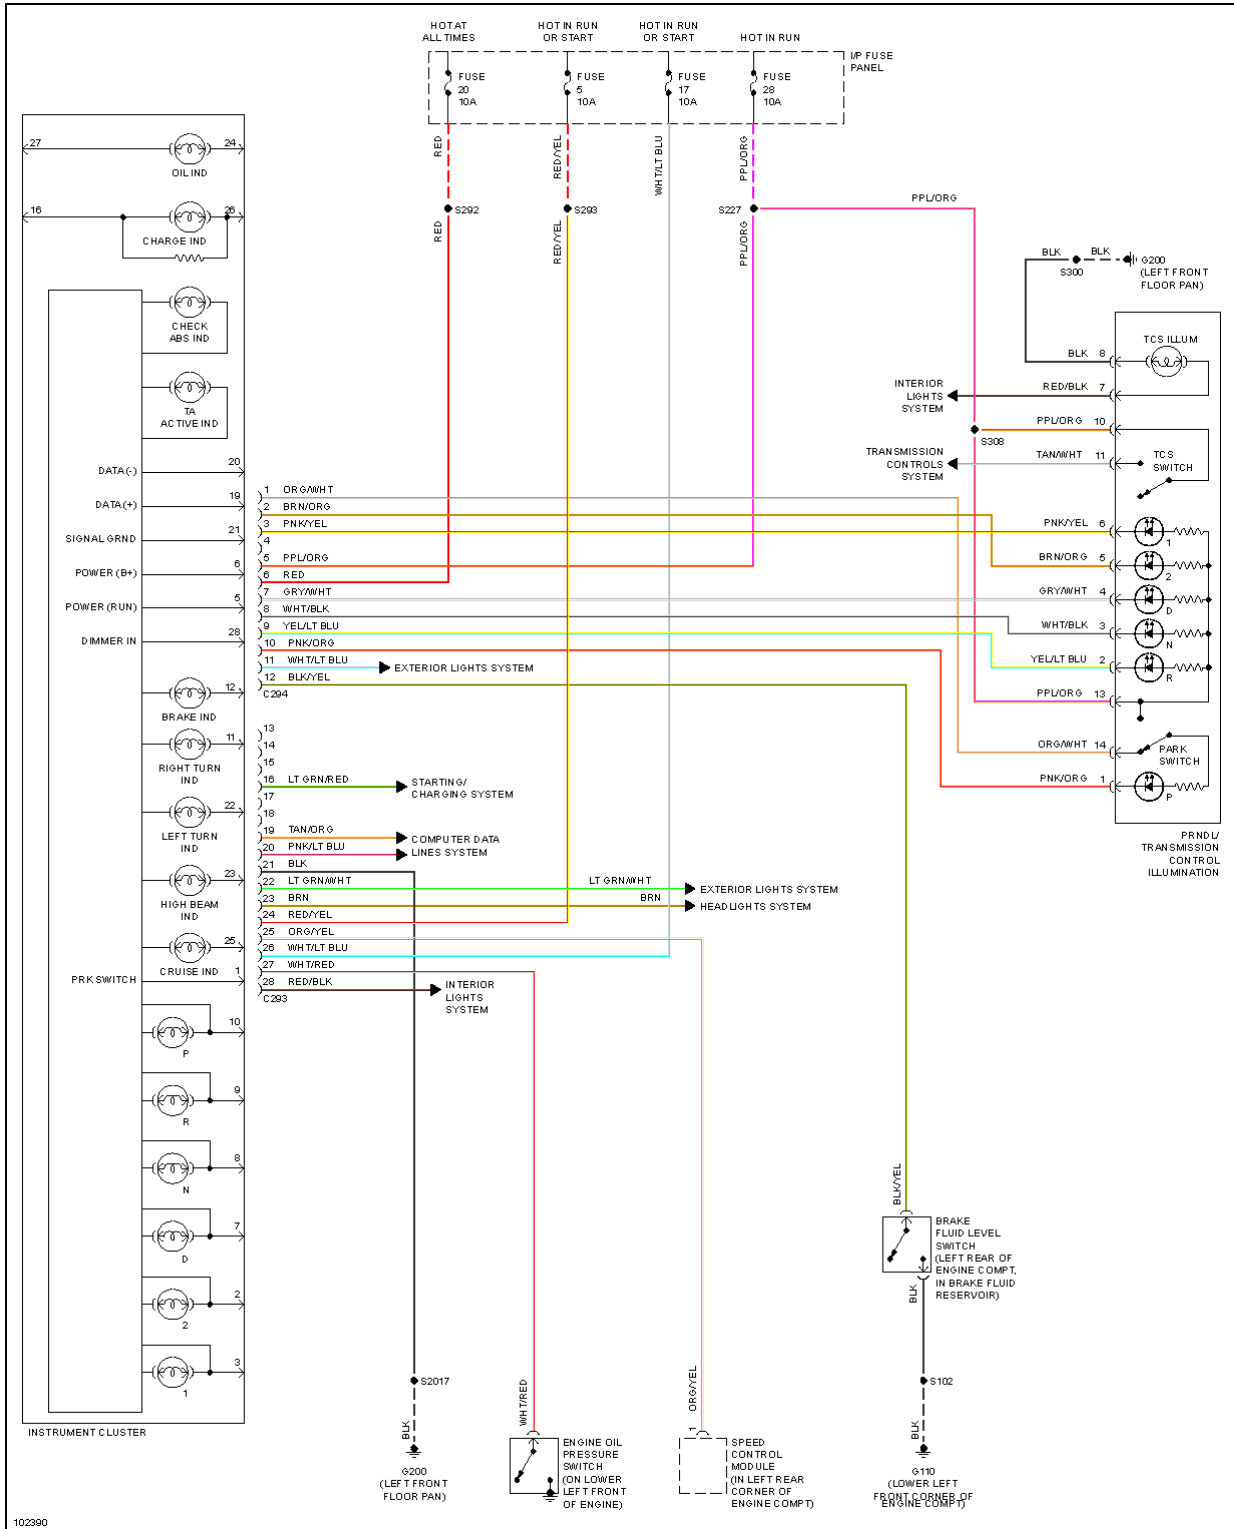 HOT AT
ALL TIMES
HOT IN RUN
OR START
HOT IN RUN
OR START
HOT IN RUN
I/P FUSE
PANEL
FUSE
20
10A
FUSE
5
10A
FUSE
17
10A
FUSE
28
10A
RED
RED/YEL
WHT/LT BLU
PPL/ORG
S292
S293
S227
PPL/ORG
RED
RED/YEL
PPL/ORG
27
24
OIL IND
16
26
CHARGE IND
CHECK
ABS IND
TA
ACTIVE IND
DATA (-)
20
DATA (+)
19
SIGNAL GRND
21
POWER (B+)
6
POWER (RUN)
5
DIMMER IN
28
12
BRAKE IND
11
RIGHT TURN
IND
22
LEFT TURN
IND
23
HIGH BEAM
IND
25
CRUISE IND
PRK SWITCH
1
10
P
9
R
8
N
7
D
2
2
3
1
INSTRUMENT CLUSTER
1 ORG/WHT
2 BRN/ORG
3 PNK/YEL
4
5 PPL/ORG
6 RED
7 GRY/WHT
8 WHT/BLK
9 YEL/LT BLU
10 PNK/ORG
11 WHT/LT BLU
EXTERIOR LIGHTS SYSTEM
12 BLK/YEL
C294
13
14
15
16 LT GRN/RED
STARTING/
CHARGING SYSTEM
17
18
19 TAN/ORG
20 PNK/LT BLU
COMPUTER DATA
LINES SYSTEM
21 BLK
22 LT GRN/WHT
LT GRN/WHT
EXTERIOR LIGHTS SYSTEM
23 BRN
BRN
HEADLIGHTS SYSTEM
24 RED/YEL
25 ORG/YEL
26 WHT/LT BLU
27 WHT/RED
28 RED/BLK
C293
INTERIOR
LIGHTS
SYSTEM
BLK
BLK
S300
G200
(LEFT FRONT
FLOOR PAN)
TCS ILLUM
BLK 8
RED/BLK 7
INTERIOR
LIGHTS
SYSTEM
PPL/ORG 10
S308
TAN/WHT 11
TRANSMISSION
CONTROLS
SYSTEM
TCS
SWITCH
PNK/YEL 6
1
BRN/ORG 5
2
GRY/WHT 4
D
WHT/BLK 3
N
YEL/LT BLU 2
R
PPL/ORG 13
ORG/WHT 14
PARK
SWITCH
PNK/ORG 1
P
PRNDL/
TRANSMISSION
CONTROL
ILLUMINATION
BLK/YEL
BRAKE
FLUID LEVEL
SWITCH
(LEFT REAR OF
ENGINE COMPT,
IN BRAKE FLUID
RESERVOIR)
BLK
S102
BLK
G110
(LOWER LEFT
FRONT CORNER OF
ENGINE COMPT)
S2017
BLK
G200
(LEFT FRONT
FLOOR PAN)
WHT/RED
ENGINE OIL
PRESSURE
SWITCH
(ON LOWER
LEFT FRONT
OF ENGINE)
ORG/YEL
1
SPEED
CONTROL
MODULE
(IN LEFT REAR
CORNER OF
ENGINE COMPT)
102390